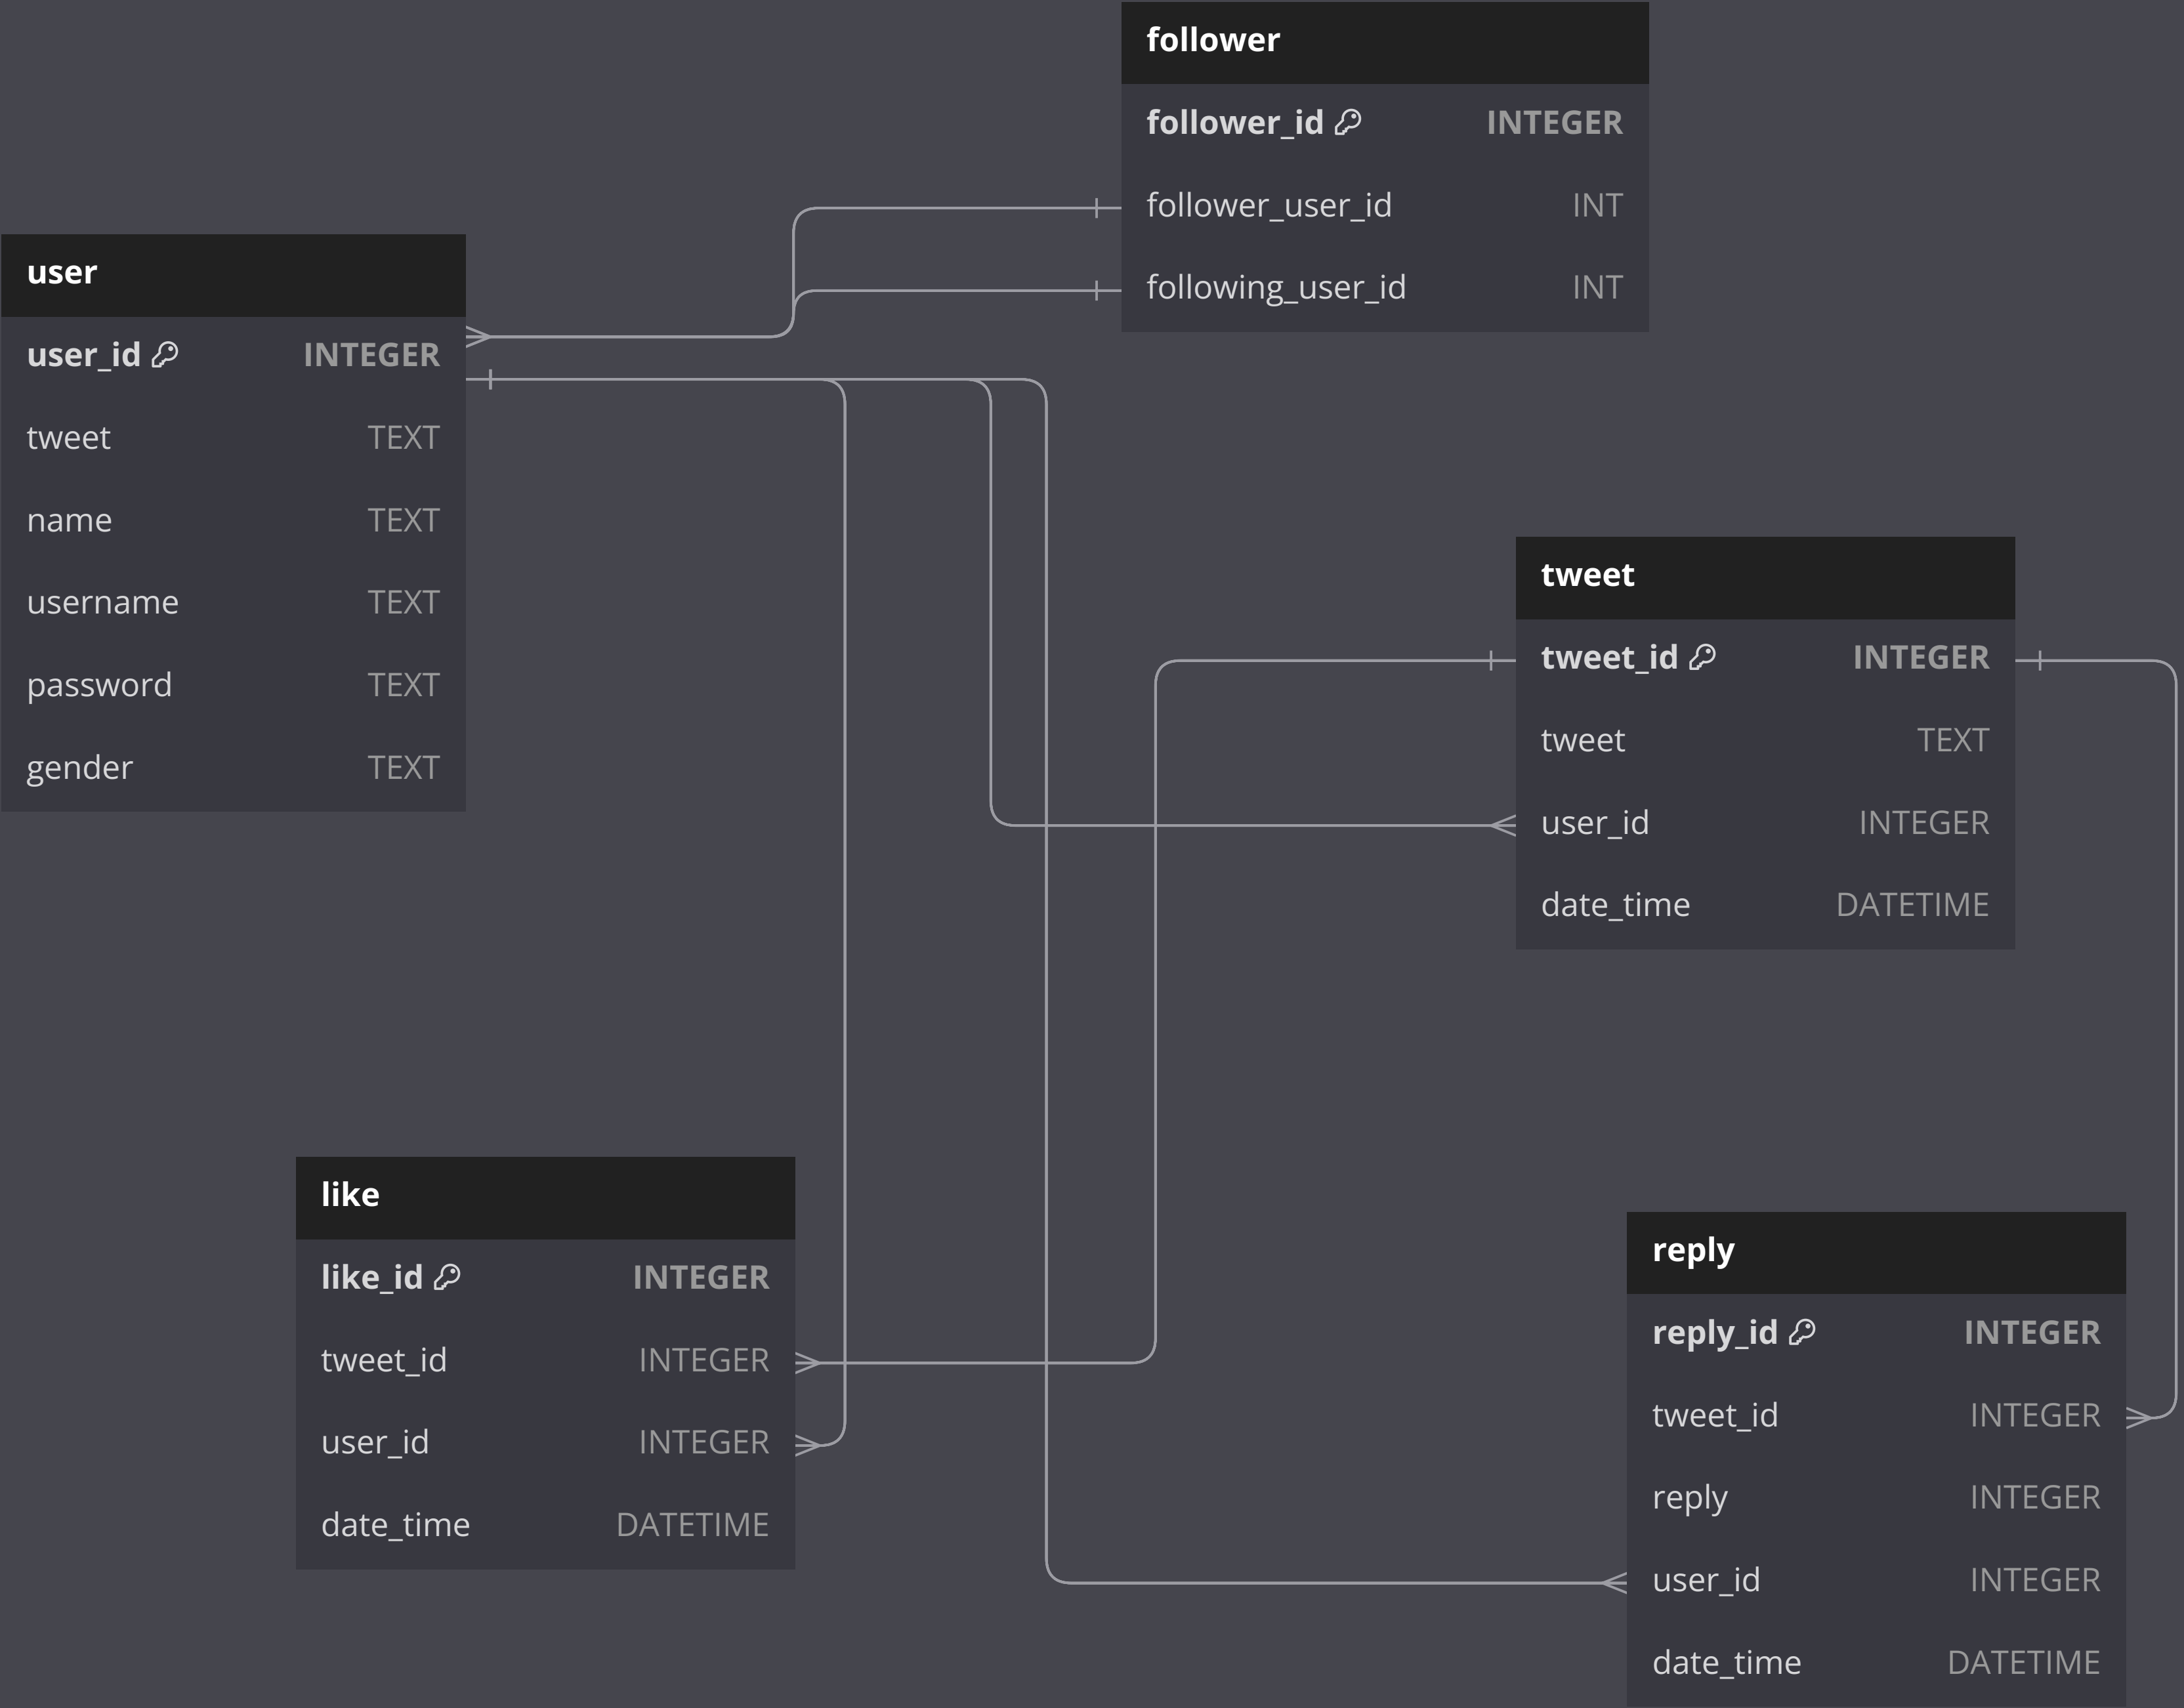 follower
follower_id INTEGER
follower_user_id INT
following_user_id INT
user
user_id INTEGER
tweet TEXT
name TEXT
username TEXT
password TEXT
gender TEXT
tweet
tweet_id INTEGER
tweet TEXT
user_id INTEGER
date_time DATETIME
like
like_id INTEGER
tweet_id INTEGER
user_id INTEGER
date_time DATETIME
reply
reply_id INTEGER
tweet_id INTEGER
reply INTEGER
user_id INTEGER
date_time DATETIME